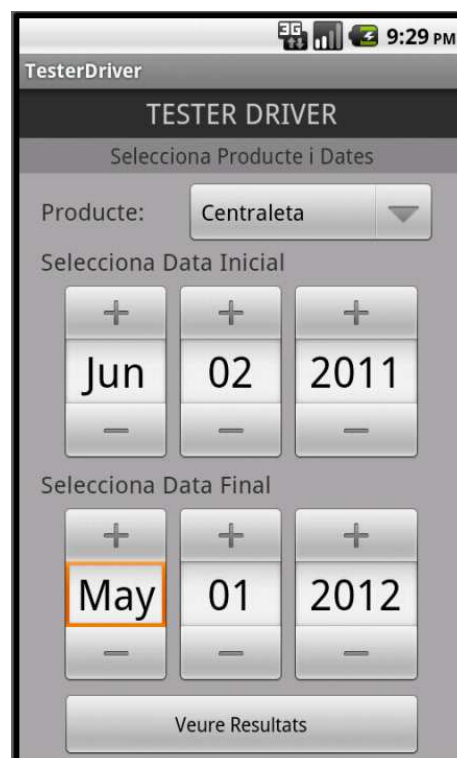 3G 9:29 PM
TesterDriver
TESTER DRIVER
Selecciona Producte i Dates
Producte: Centraleta
Selecciona Data Inicial
+ + +
Jun 02 2011
− − −
Selecciona Data Final
+ + +
May 01 2012
− − −
Veure Resultats